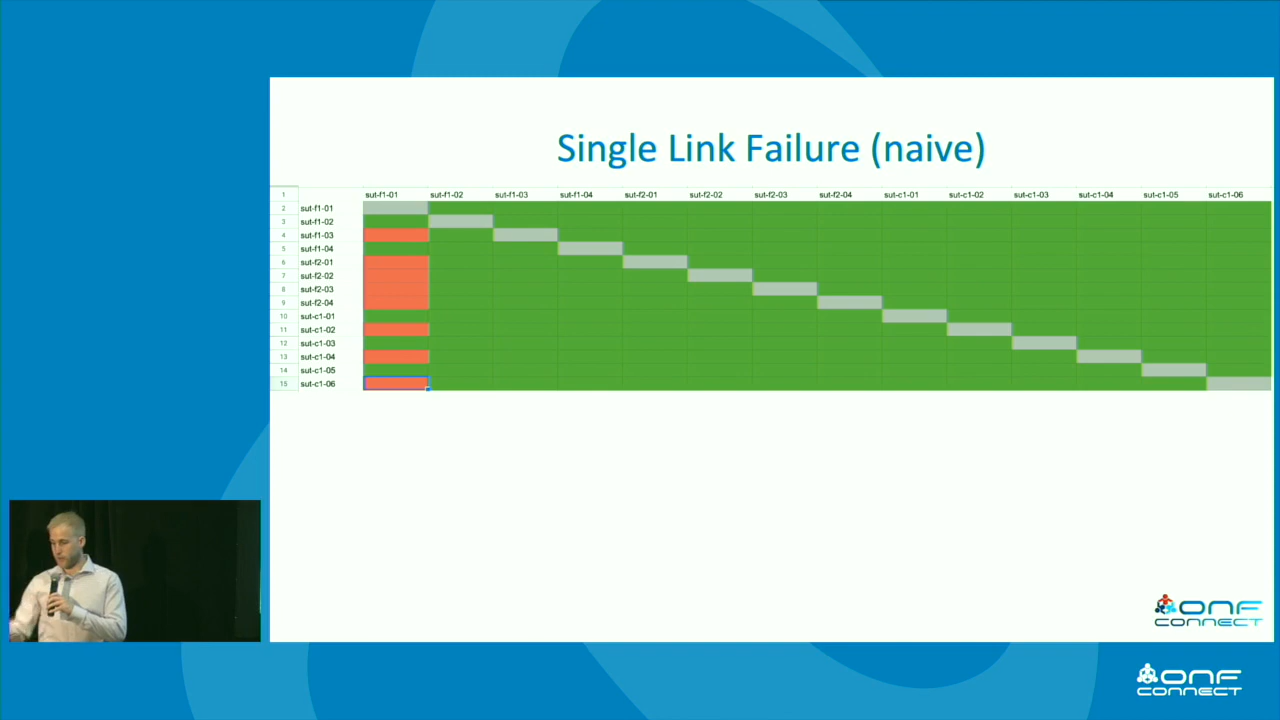 Single Link Failure (naive)
1 sut-f1-01 sut-f1-02 sut-f1-03 sut-f1-04 sut-f2-01 sut-f2-02 sut-f2-03 sut-f2-04 sut-c1-01 sut-c1-02 sut-c1-03 sut-c1-04 sut-c1-05 sut-c1-06
2 sut-f1-01
3 sut-f1-02
4 sut-f1-03
5 sut-f1-04
6 sut-f2-01
7 sut-f2-02
8 sut-f2-03
9 sut-f2-04
10 sut-c1-01
11 sut-c1-02
12 sut-c1-03
13 sut-c1-04
14 sut-c1-05
15 sut-c1-06
ONF
CONNECT
ONF
CONNECT